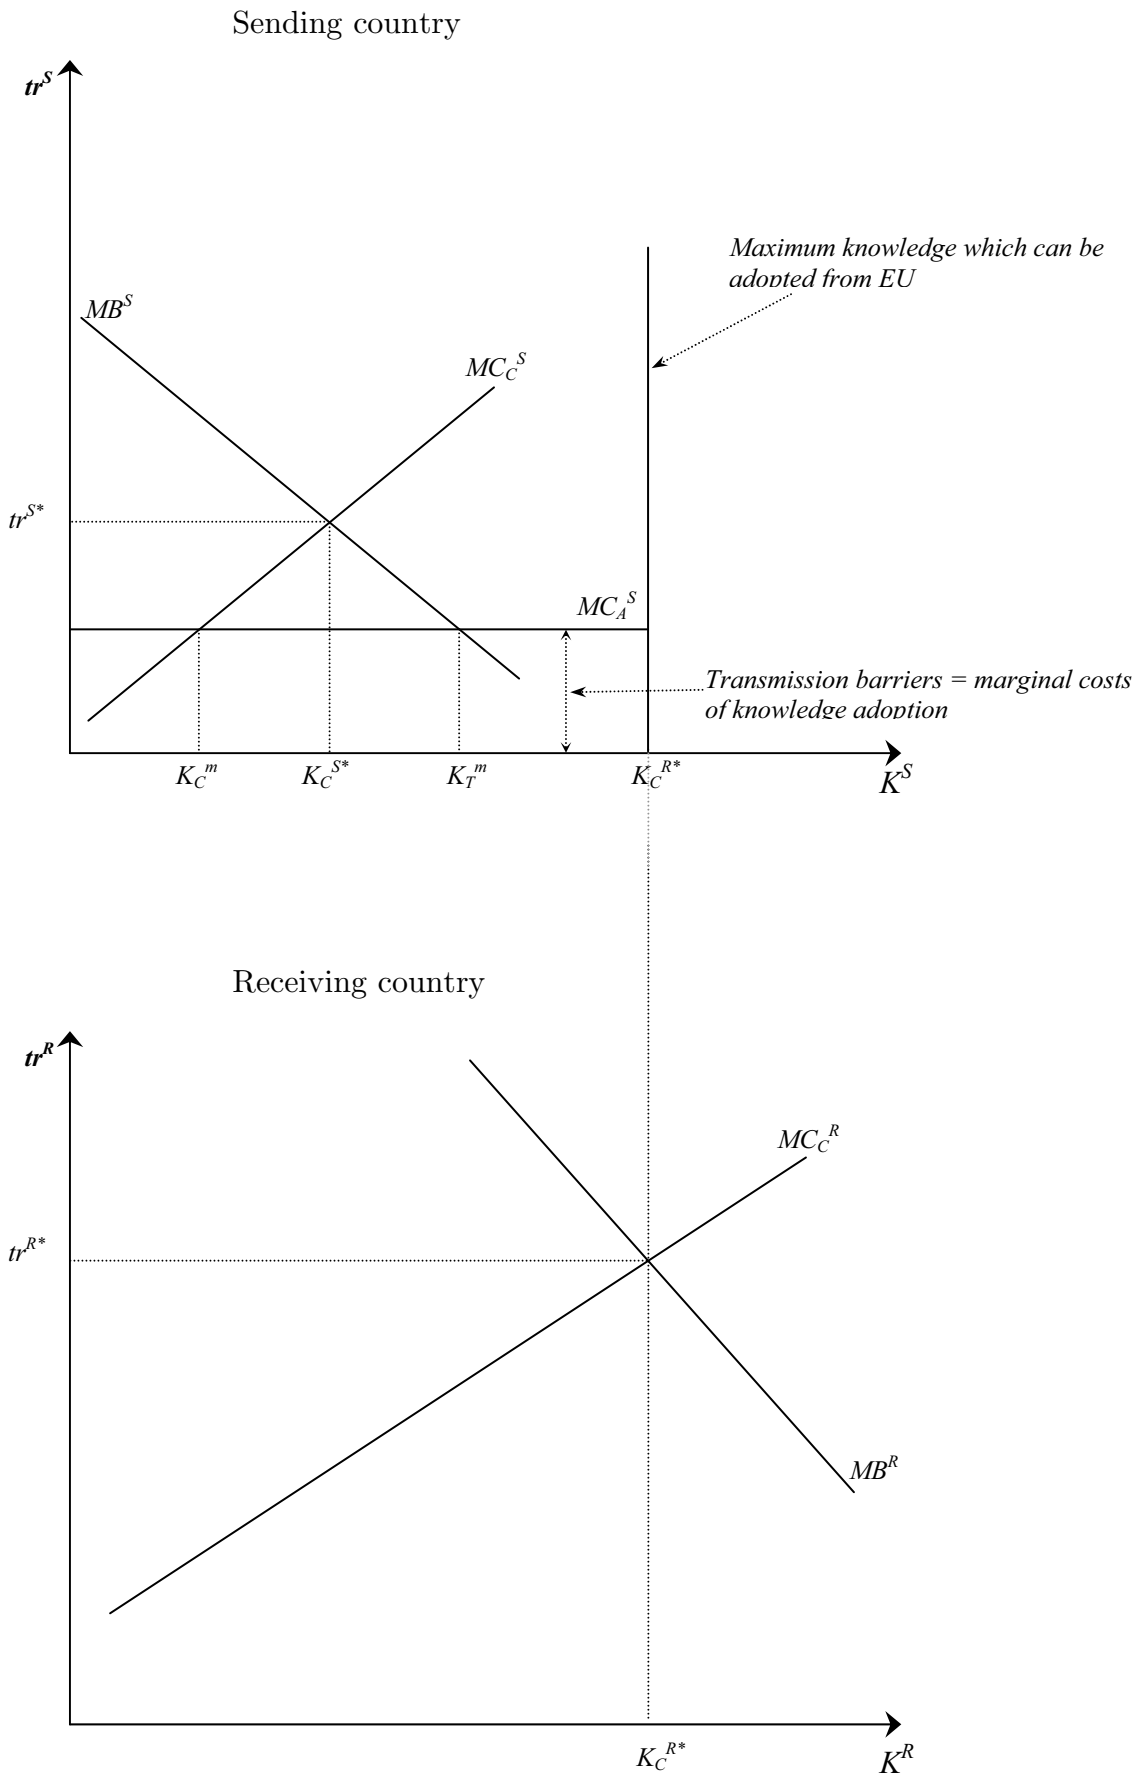 Sending country
tr^S
Maximum knowledge which can be
adopted from EU
MB^S
MC_C^S
tr^S*
MC_A^S
Transmission barriers = marginal costs
of knowledge adoption
K_C^m
K_C^S*
K_T^m
K_C^R*
K^S
Receiving country
tr^R
MC_C^R
tr^R*
MB^R
K_C^R*
K^R